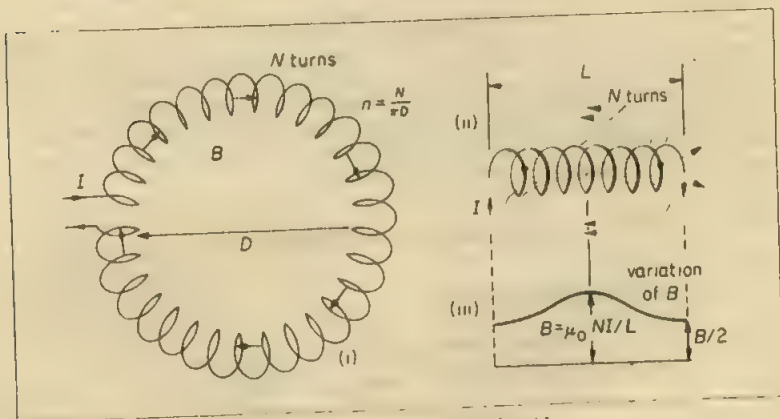 N turns
n = N/πD
B
I
D
(i)
L
N turns
(ii)
I
variation
of B
(iii)
B = μ₀ NI/L
B/2